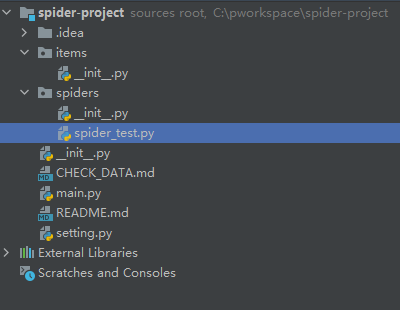 spider-project sources root, C:\pworkspace\spider-project
.idea
items
__init__.py
spiders
__init__.py
spider_test.py
__init__.py
CHECK_DATA.md
main.py
README.md
setting.py
External Libraries
Scratches and Consoles